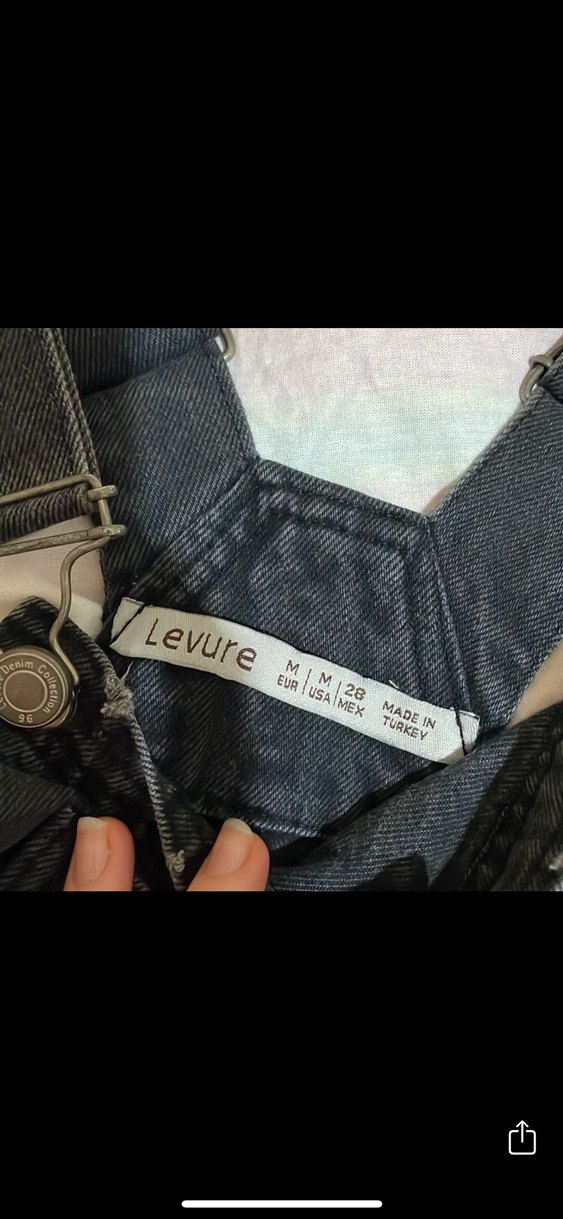 Levure
M | M | 28
EUR | USA | MEX
MADE IN
TURKEY
Denim Collection
96